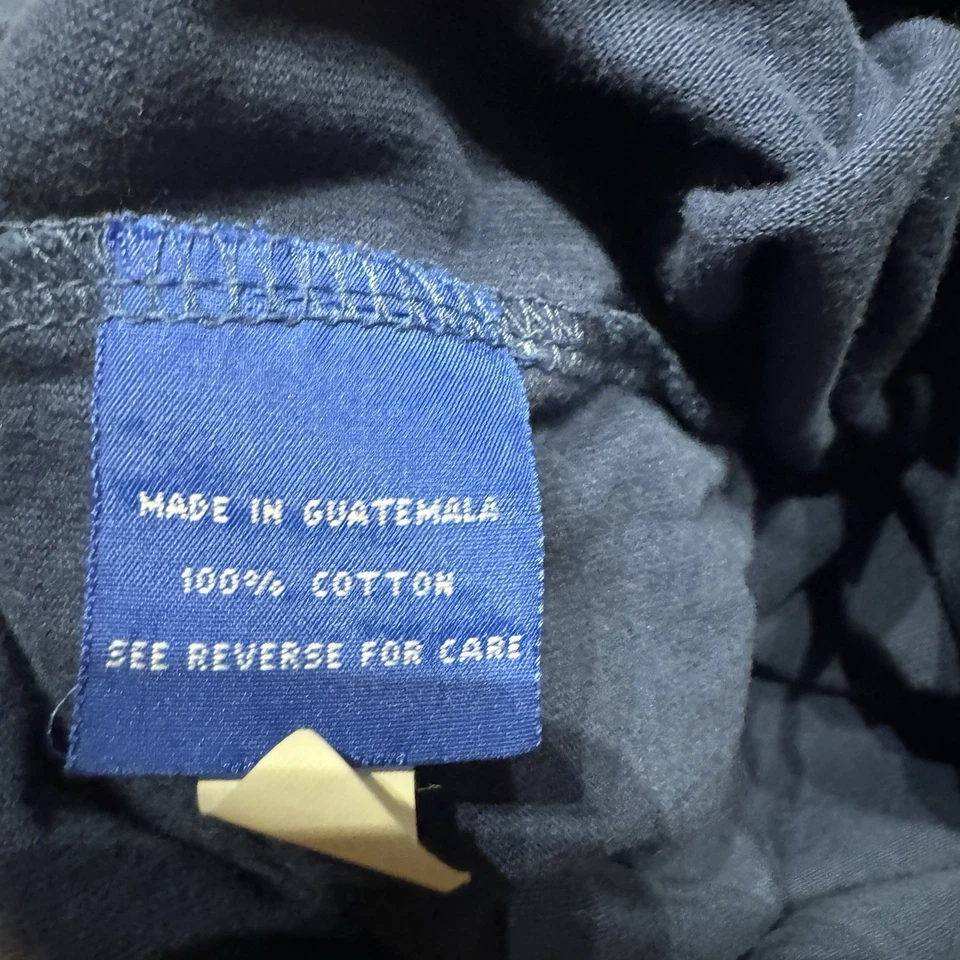 MADE IN GUATEMALA
100% COTTON
SEE REVERSE FOR CARE